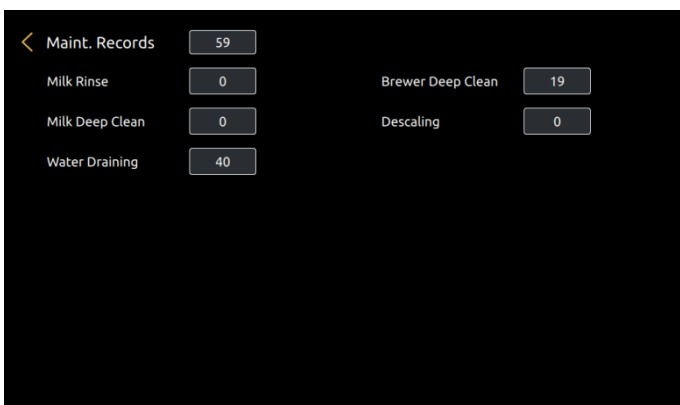 Maint. Records 59
Milk Rinse 0 Brewer Deep Clean 19
Milk Deep Clean 0 Descaling 0
Water Draining 40